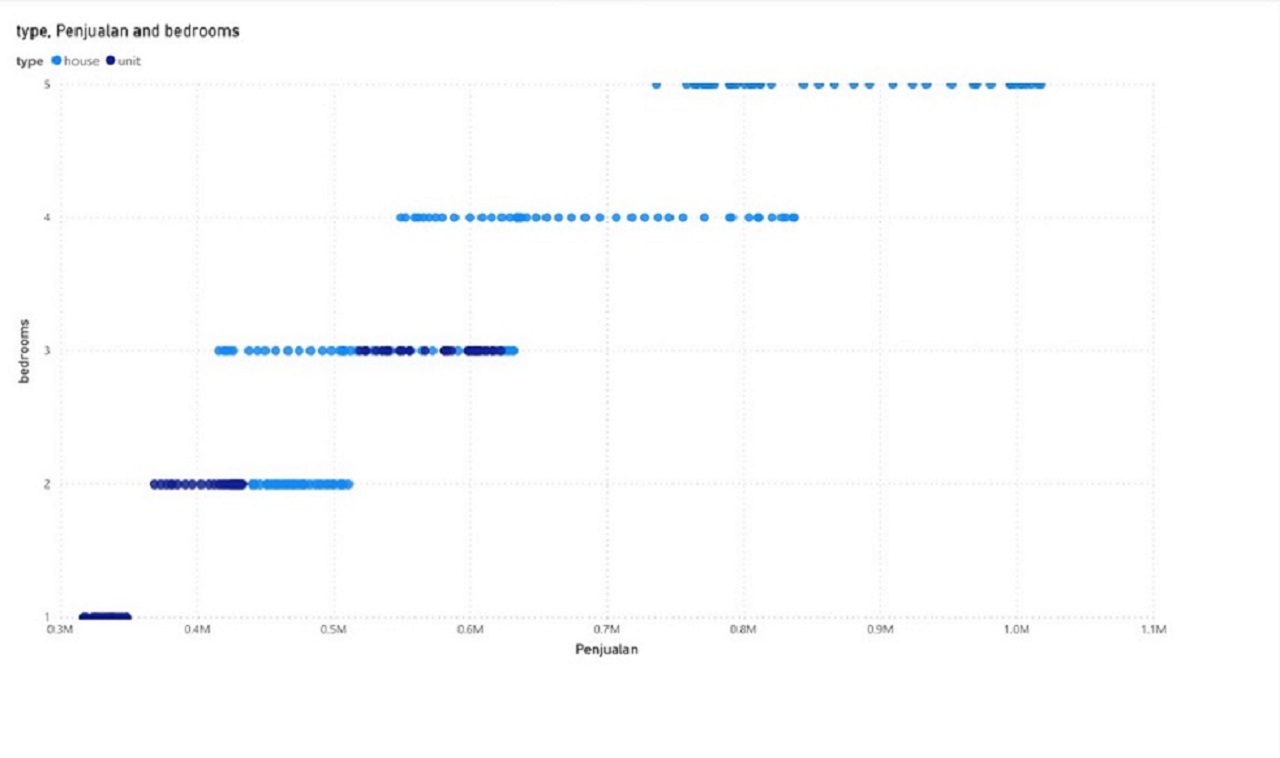 type, Penjualan and bedrooms
type house unit
5
4
bedrooms
3
2
1
0.3M 0.4M 0.5M 0.6M 0.7M 0.8M 0.9M 1.0M 1.1M
Penjualan